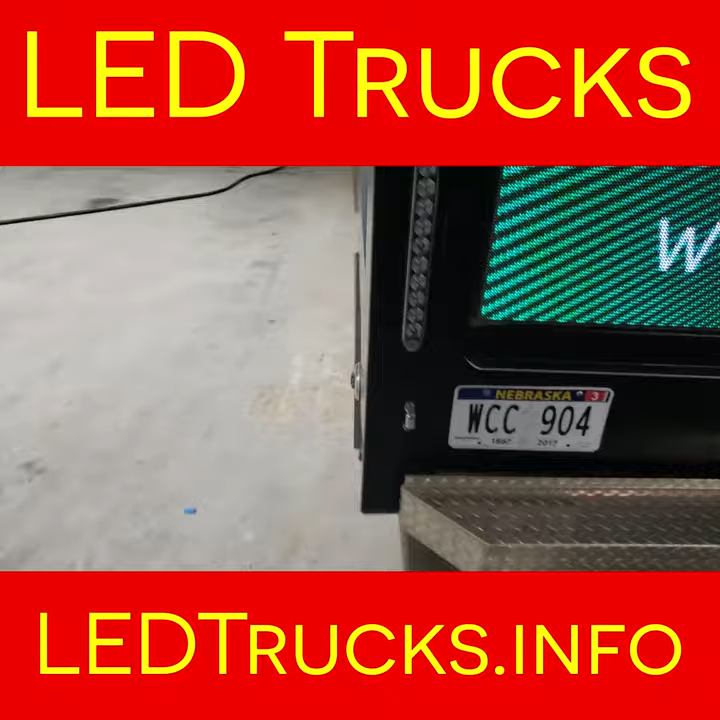 LED TRUCKS
W
NEBRASKA 3
WCC 904
1867 2017
LEDTRUCKS.INFO